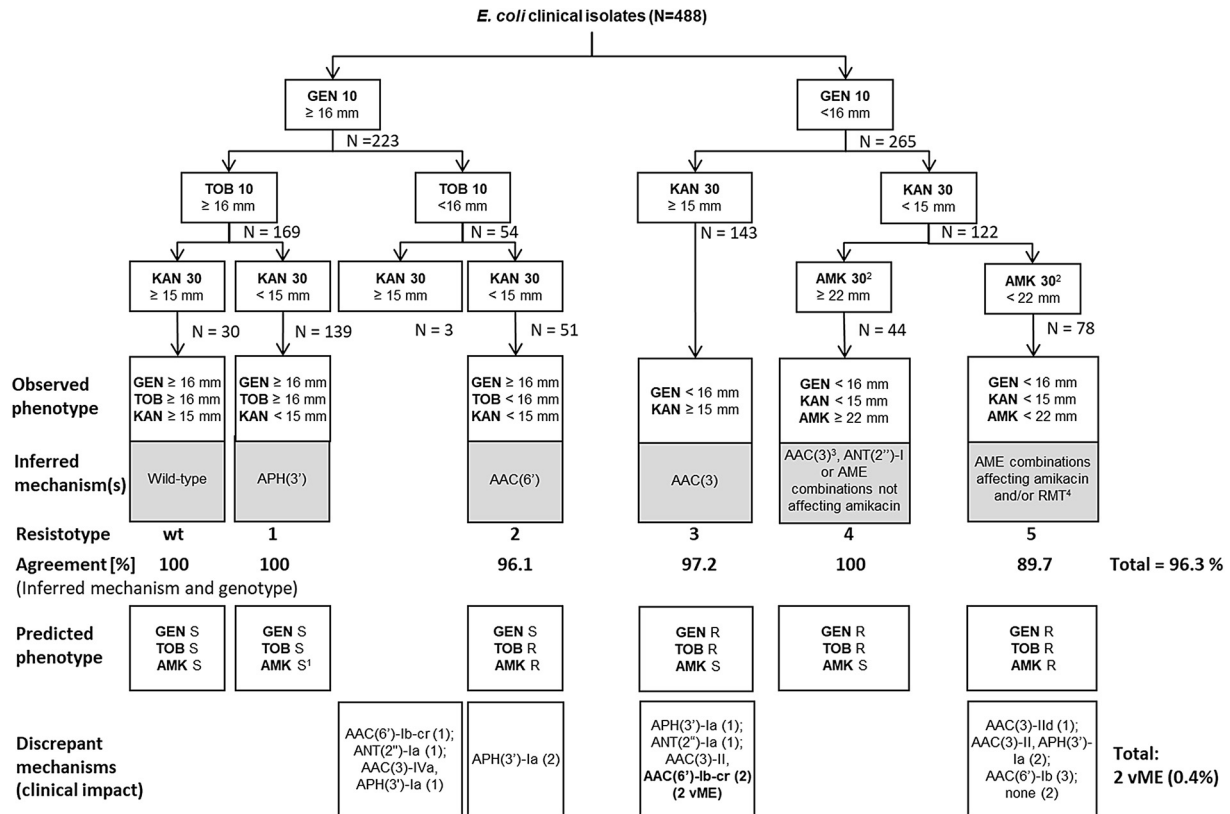 E. coli clinical isolates (N=488)
GEN 10
≥ 16 mm
GEN 10
<16 mm
N =223
N = 265
TOB 10
≥ 16 mm
TOB 10
<16 mm
KAN 30
≥ 15 mm
KAN 30
< 15 mm
N = 169
N = 54
N = 143
N = 122
KAN 30
≥ 15 mm
KAN 30
< 15 mm
KAN 30
≥ 15 mm
KAN 30
< 15 mm
AMK 30²
≥ 22 mm
AMK 30²
< 22 mm
N = 30
N = 139
N = 3
N = 51
N = 44
N = 78
Observed
phenotype
GEN ≥ 16 mm
TOB ≥ 16 mm
KAN ≥ 15 mm
GEN ≥ 16 mm
TOB ≥ 16 mm
KAN < 15 mm
GEN ≥ 16 mm
TOB < 16 mm
KAN < 15 mm
GEN < 16 mm
KAN ≥ 15 mm
GEN < 16 mm
KAN < 15 mm
AMK ≥ 22 mm
GEN < 16 mm
KAN < 15 mm
AMK < 22 mm
Inferred
mechanism(s)
Wild-type
APH(3')
AAC(6')
AAC(3)
AAC(3)³, ANT(2'')-I
or AME
combinations not
affecting amikacin
AME combinations
affecting amikacin
and/or RMT⁴
Resistotype wt 1 2 3 4 5
Agreement [%] 100 100 96.1 97.2 100 89.7 Total = 96.3 %
(Inferred mechanism and genotype)
Predicted
phenotype
GEN S
TOB S
AMK S
GEN S
TOB S
AMK S¹
GEN S
TOB R
AMK R
GEN R
TOB R
AMK S
GEN R
TOB R
AMK S
GEN R
TOB R
AMK R
Discrepant
mechanisms
(clinical impact)
AAC(6')-Ib-cr (1);
ANT(2")-Ia (1);
AAC(3)-IVa,
APH(3')-Ia (1)
APH(3')-Ia (2)
APH(3')-Ia (1);
ANT(2")-Ia (1);
AAC(3)-II,
AAC(6')-Ib-cr (2)
(2 vME)
AAC(3)-IId (1);
AAC(3)-II, APH(3')-
Ia (2);
AAC(6')-Ib (3);
none (2)
Total:
2 vME (0.4%)